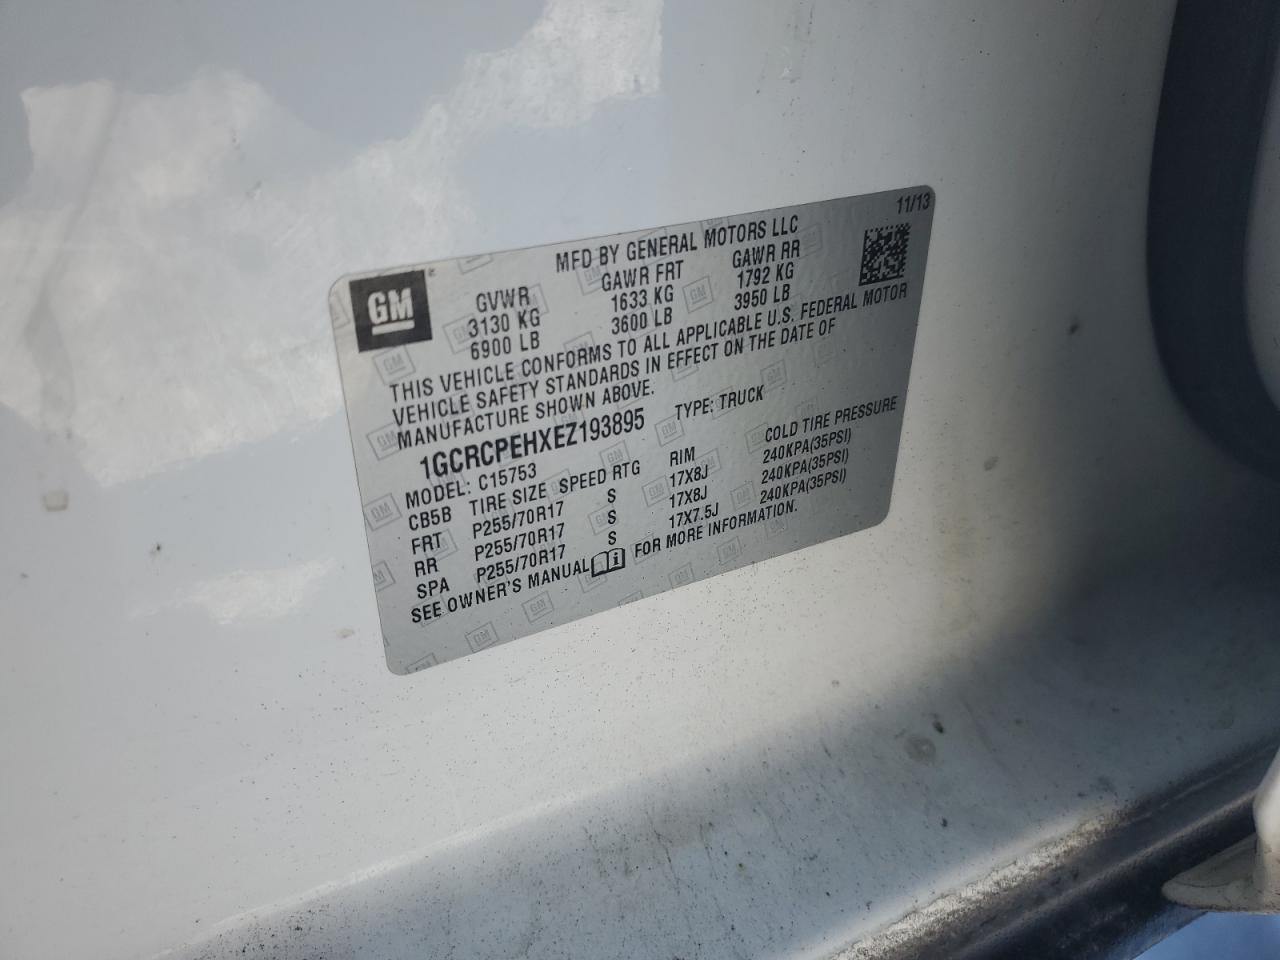 11/13
MFD BY GENERAL MOTORS LLC
GM
GVWR GAWR FRT GAWR RR
3130 KG 1633 KG 1792 KG
6900 LB 3600 LB 3950 LB
THIS VEHICLE CONFORMS TO ALL APPLICABLE U.S. FEDERAL MOTOR
VEHICLE SAFETY STANDARDS IN EFFECT ON THE DATE OF
MANUFACTURE SHOWN ABOVE.
1GCRCPEHXEZ193895 TYPE: TRUCK
MODEL: C15753
CB5B TIRE SIZE SPEED RTG RIM COLD TIRE PRESSURE
FRT P255/70R17 S 17X8J 240KPA(35PSI)
RR P255/70R17 S 17X8J 240KPA(35PSI)
SPA P255/70R17 S 17X7.5J 240KPA(35PSI)
SEE OWNER'S MANUAL FOR MORE INFORMATION.